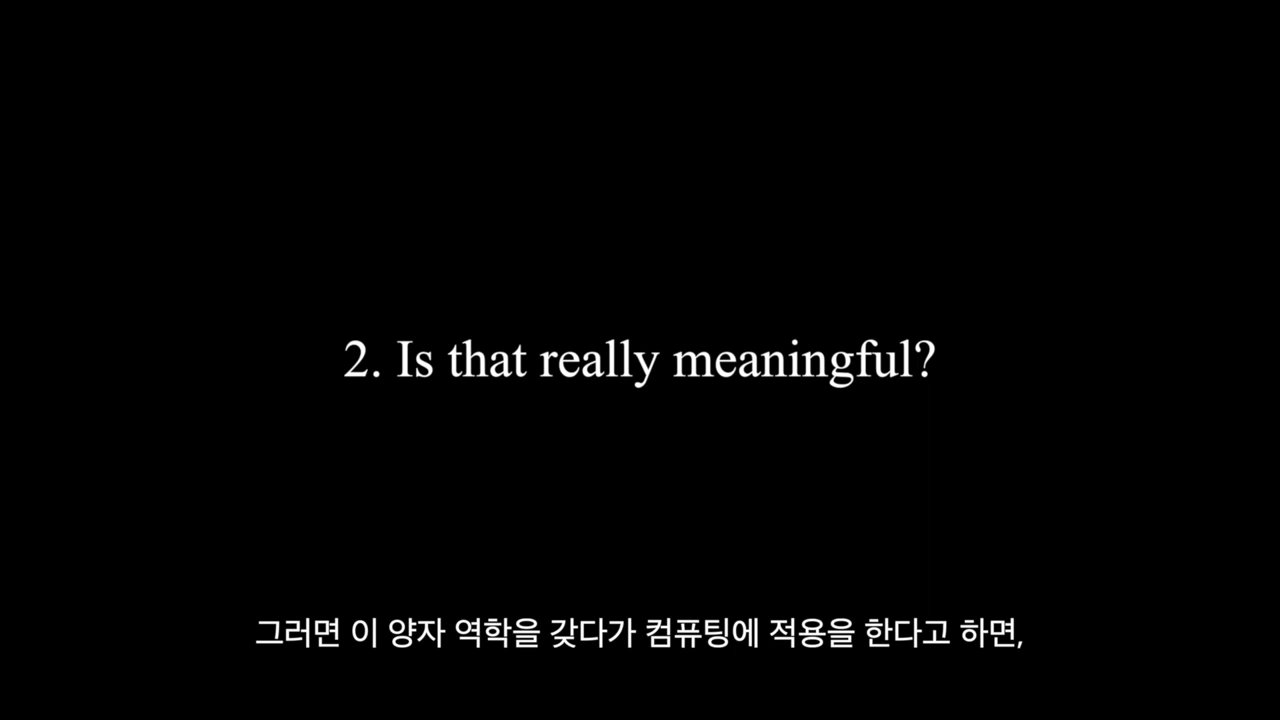 2. Is that really meaningful?
그러면 이 양자 역학을 갖다가 컴퓨팅에 적용을 한다고 하면,